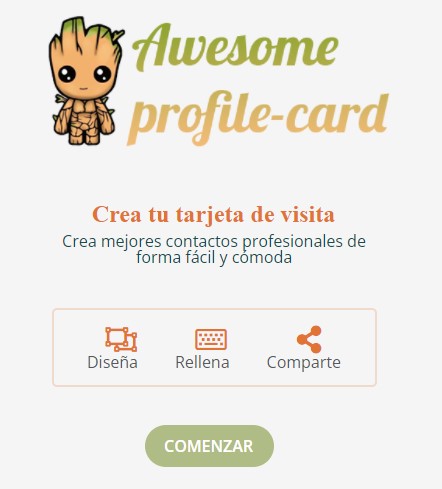 Awesome
profile-card
Crea tu tarjeta de visita
Crea mejores contactos profesionales de
forma fácil y cómoda
Diseña Rellena Comparte
COMENZAR